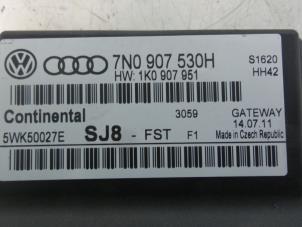 7N0 907 530H S1620
HW: 1K0 907 951 HH42
Continental 3059 GATEWAY
5WK50027E SJ8 - FST F1 14.07.11
Made in Czech Republic